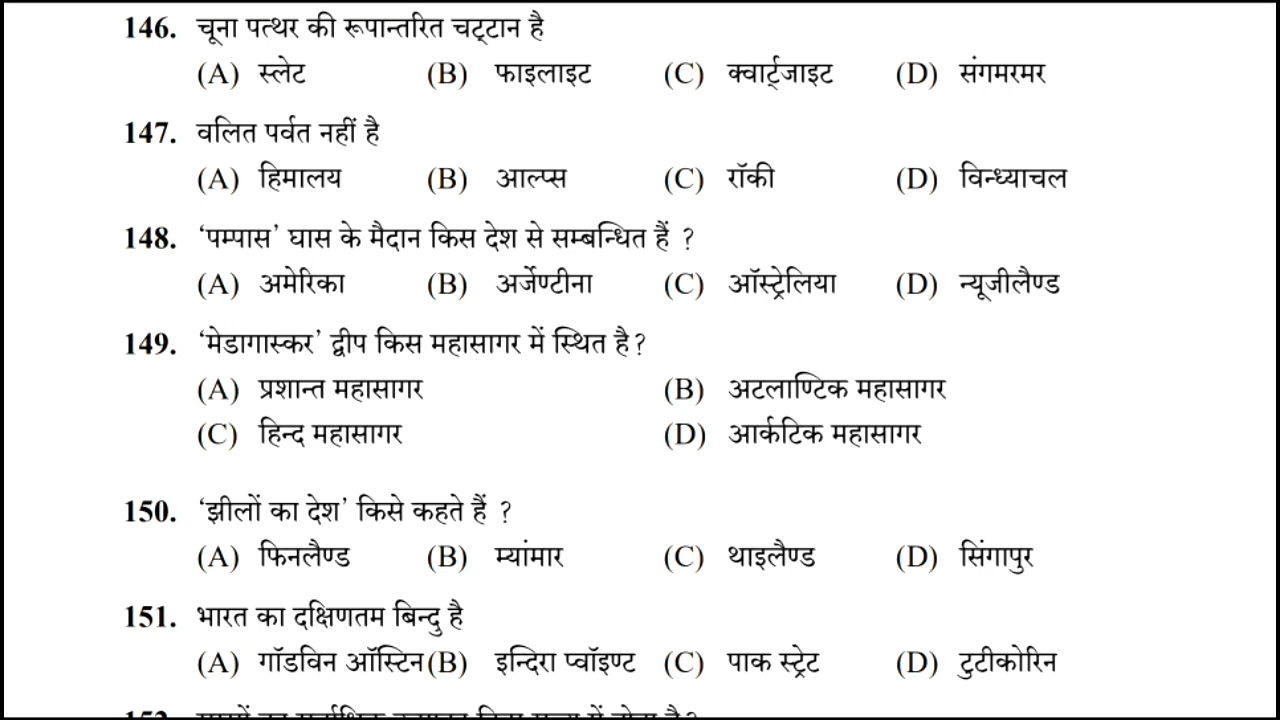 146. चूना पत्थर की रूपान्तरित चट्टान है
(A) स्लेट (B) फाइलाइट (C) क्वार्ट्जाइट (D) संगमरमर
147. वलित पर्वत नहीं है
(A) हिमालय (B) आल्प्स (C) रॉकी (D) विन्ध्याचल
148. ‘पम्पास’ घास के मैदान किस देश से सम्बन्धित हैं ?
(A) अमेरिका (B) अर्जेण्टीना (C) ऑस्ट्रेलिया (D) न्यूजीलैण्ड
149. ‘मेडागास्कर’ द्वीप किस महासागर में स्थित है?
(A) प्रशान्त महासागर (B) अटलाण्टिक महासागर
(C) हिन्द महासागर (D) आर्कटिक महासागर
150. ‘झीलों का देश’ किसे कहते हैं ?
(A) फिनलैण्ड (B) म्यांमार (C) थाइलैण्ड (D) सिंगापुर
151. भारत का दक्षिणतम बिन्दु है
(A) गॉडविन ऑस्टिन (B) इन्दिरा प्वॉइण्ट (C) पाक स्ट्रेट (D) टुटीकोरिन